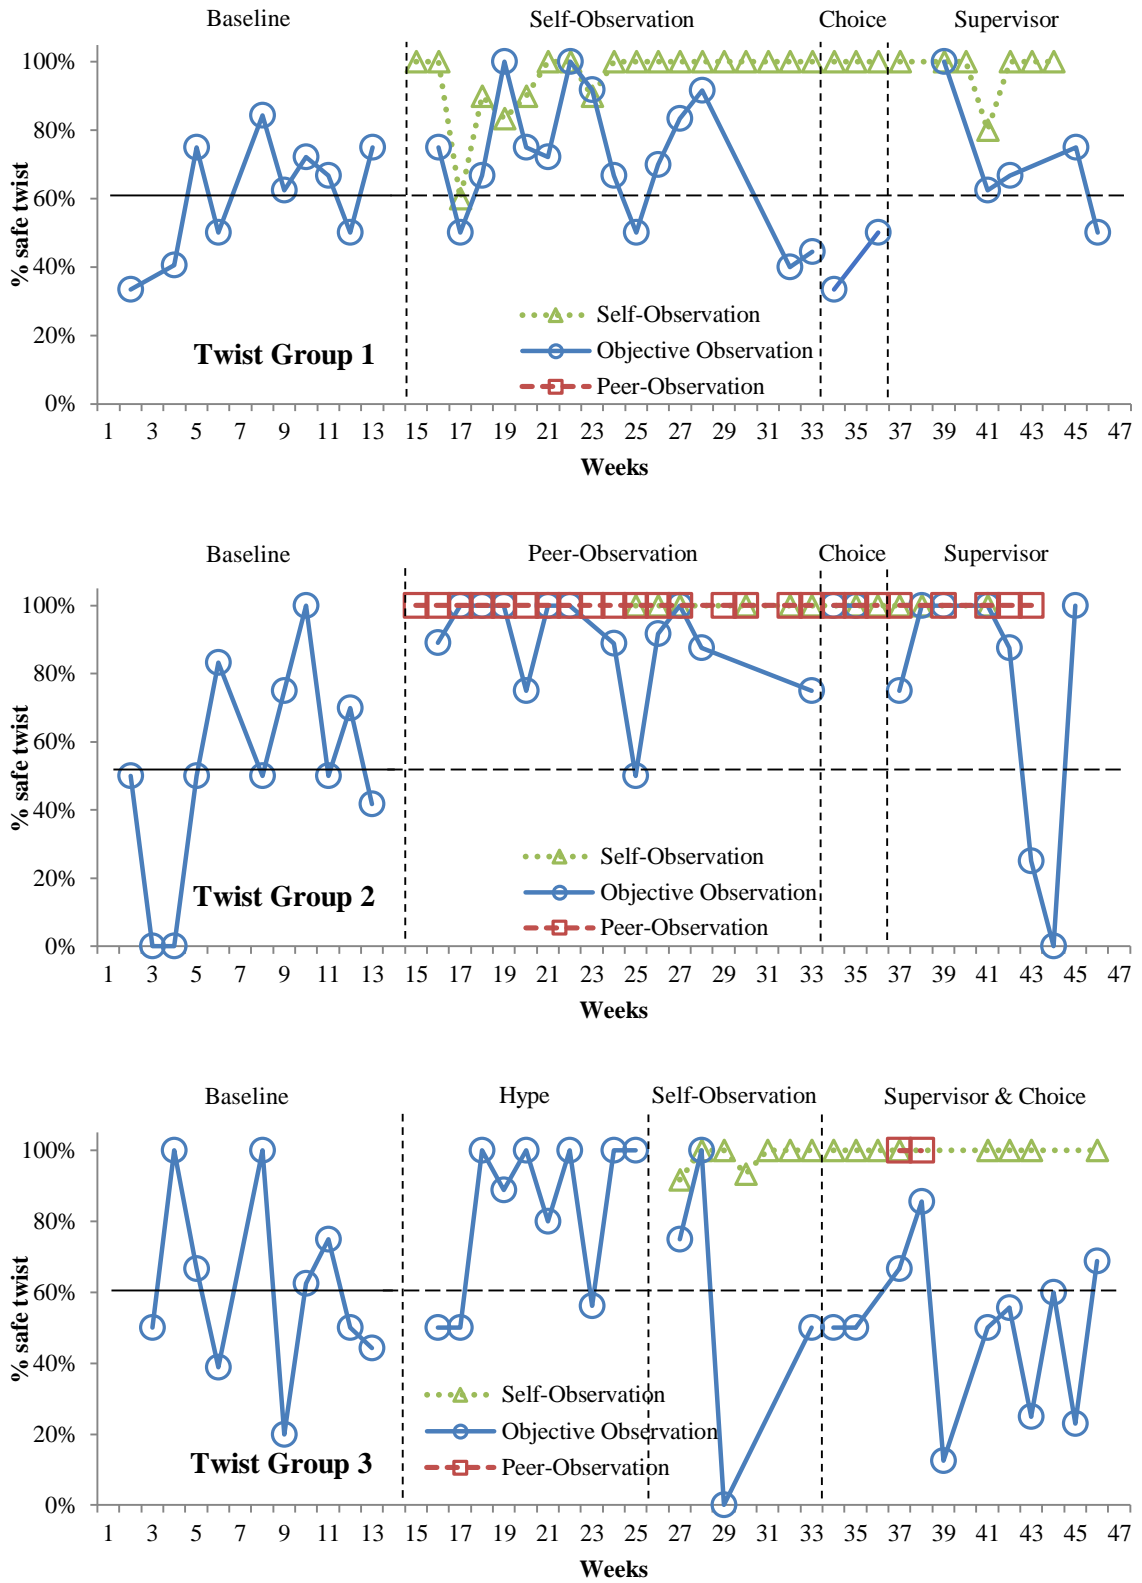 Baseline Self-Observation Choice Supervisor
100%
80%
60%
40%
20%
0%
% safe twist
Self-Observation
Objective Observation
Peer-Observation
Twist Group 1
1 3 5 7 9 11 13 15 17 19 21 23 25 27 29 31 33 35 37 39 41 43 45 47
Weeks
Baseline Peer-Observation Choice Supervisor
100%
80%
60%
40%
20%
0%
% safe twist
Self-Observation
Objective Observation
Peer-Observation
Twist Group 2
1 3 5 7 9 11 13 15 17 19 21 23 25 27 29 31 33 35 37 39 41 43 45 47
Weeks
Baseline Hype Self-Observation Supervisor & Choice
100%
80%
60%
40%
20%
0%
% safe twist
Self-Observation
Objective Observation
Peer-Observation
Twist Group 3
1 3 5 7 9 11 13 15 17 19 21 23 25 27 29 31 33 35 37 39 41 43 45 47
Weeks